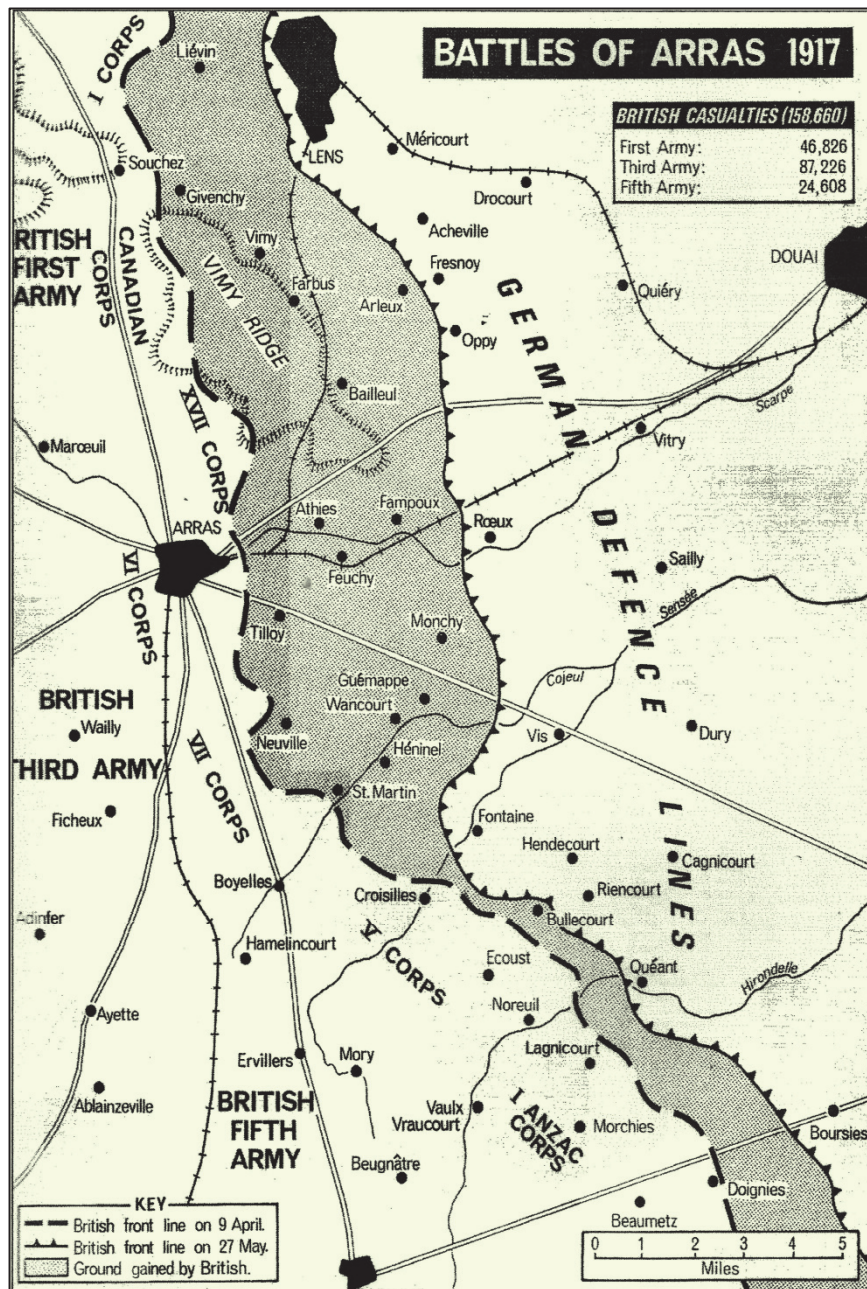 BATTLES OF ARRAS 1917
BRITISH CASUALTIES (158,660)
First Army: 46,826
Third Army: 87,226
Fifth Army: 24,608
I CORPS
Liévin
LENS
Méricourt
Souchez
Drocourt
Givenchy
Acheville
RITISH
FIRST
ARMY
CANADIAN
CORPS
Vimy
VIMY RIDGE
Farbus
Fresnoy
Arleux
DOUAI
Quiéry
Oppy
GERMAN
Bailleul
Scarpe
XVII CORPS
Marœuil
Vitry
ARRAS
Athies
Fampoux
Rœux
DEFENCE
Feuchy
Sailly
VI CORPS
Sensée
Tilloy
Monchy
BRITISH
THIRD ARMY
Wailly
Guémappe
Wancourt
Cojeul
Neuville
Vis
Dury
VII CORPS
Héninel
St. Martin
LINES
Ficheux
Fontaine
Hendecourt
Cagnicourt
Boyelles
Croisilles
Riencourt
Bullecourt
Adinfer
Hamelincourt
V CORPS
Ecoust
Quéant
Hirondelle
Ayette
Noreuil
Ervillers
Mory
Lagnicourt
Ablainzeville
BRITISH
FIFTH
ARMY
Vaulx
Vraucourt
I ANZAC
CORPS
Morchies
Boursies
Beugnâtre
Doignies
Beaumetz
KEY
British front line on 9 April.
British front line on 27 May.
Ground gained by British.
0 1 2 3 4 5
Miles